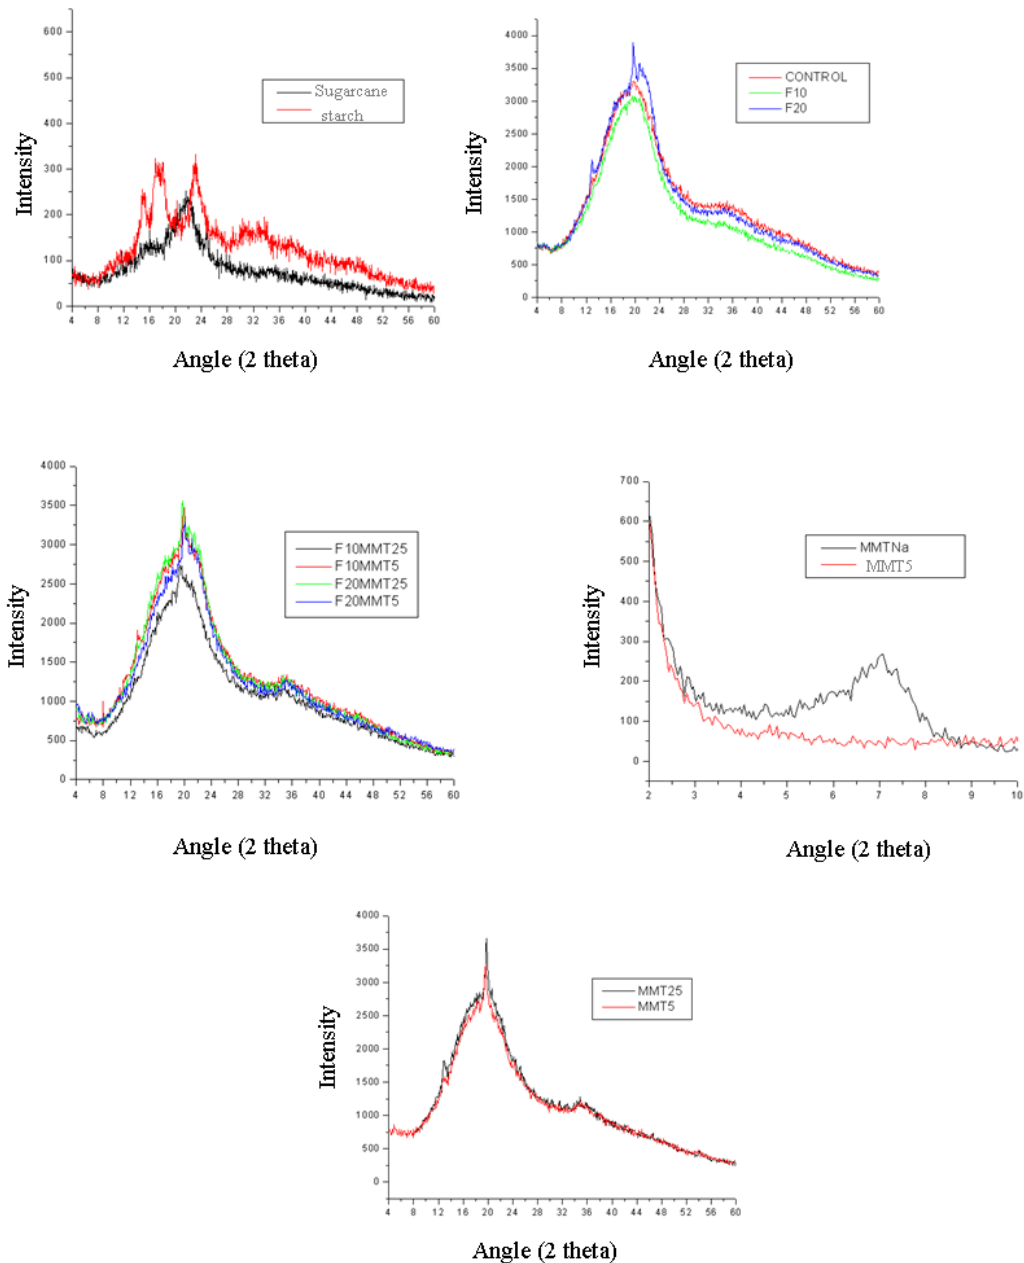 600
500
400
300
200
100
0
4 8 12 16 20 24 28 32 36 40 44 48 52 56 60
Intensity
Angle (2 theta)
Sugarcane
starch
4000
3500
3000
2500
2000
1500
1000
500
0
4 8 12 16 20 24 28 32 36 40 44 48 52 56 60
Intensity
Angle (2 theta)
CONTROL
F10
F20
4000
3500
3000
2500
2000
1500
1000
500
0
4 8 12 16 20 24 28 32 36 40 44 48 52 56 60
Intensity
Angle (2 theta)
F10MMT25
F10MMT5
F20MMT25
F20MMT5
700
600
500
400
300
200
100
0
2 3 4 5 6 7 8 9 10
Intensity
Angle (2 theta)
MMTNa
MMT5
4000
3500
3000
2500
2000
1500
1000
500
0
4 8 12 16 20 24 28 32 36 40 44 48 52 56 60
Intensity
Angle (2 theta)
MMT25
MMT5